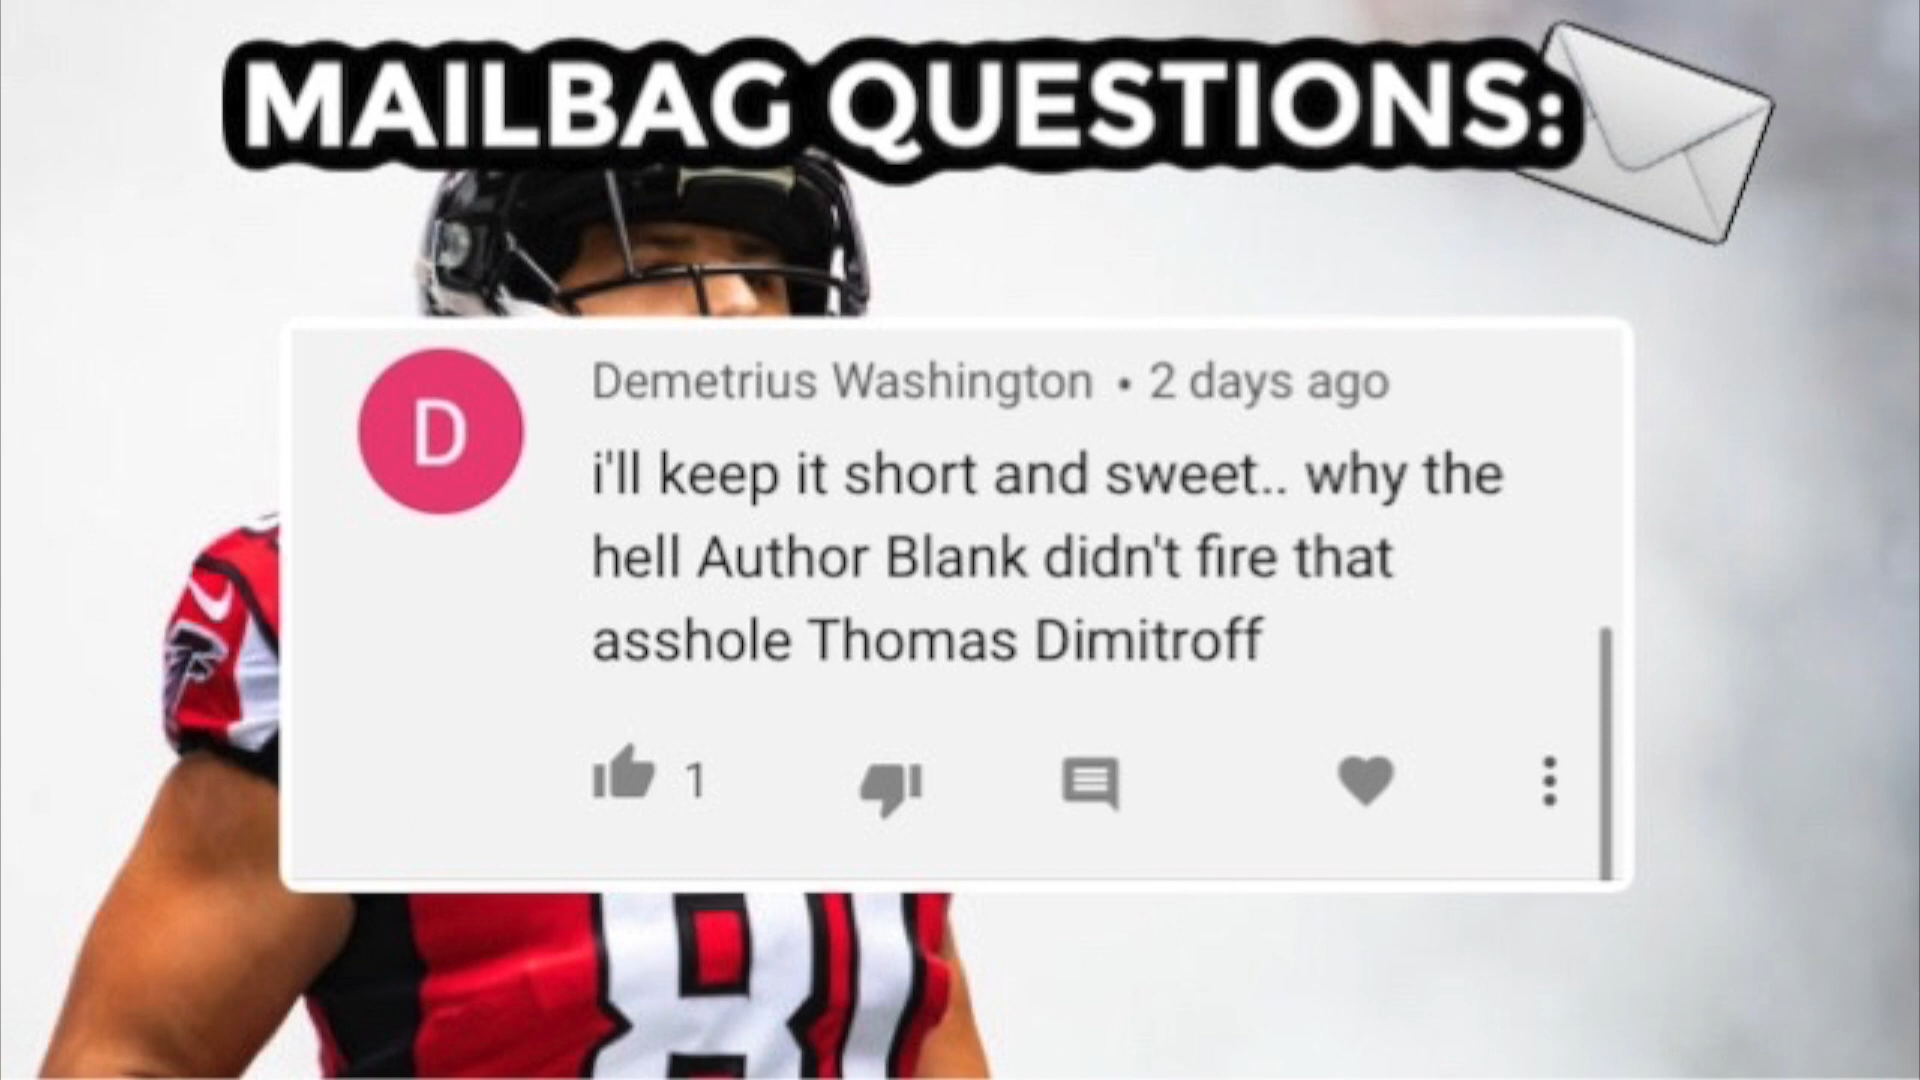 MAILBAG QUESTIONS:
D
Demetrius Washington • 2 days ago
i'll keep it short and sweet.. why the
hell Author Blank didn't fire that
asshole Thomas Dimitroff
1